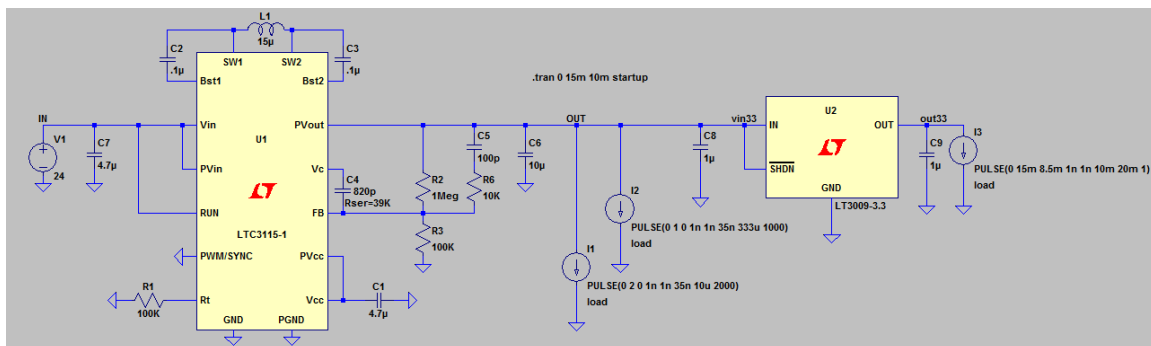 L1
15µ
C2
.1µ
SW1
SW2
C3
.1µ
Bst1
Bst2
.tran 0 15m 10m startup
IN
V1
24
C7
4.7µ
Vin
PVin
RUN
PWM/SYNC
R1
100K
Rt
U1
LTC3115-1
GND
PGND
PVout
Vc
FB
PVcc
Vcc
C4
820p
Rser=39K
R2
1Meg
R3
100K
C5
100p
R6
10K
C1
4.7µ
C6
10µ
OUT
I1
PULSE(0 2 0 1n 1n 35n 10u 2000)
load
I2
PULSE(0 1 0 1n 1n 35n 333u 1000)
load
C8
1µ
vin33
U2
IN
OUT
SHDN
GND
LT3009-3.3
out33
C9
1µ
I3
PULSE(0 15m 8.5m 1n 1n 10m 20m 1)
load